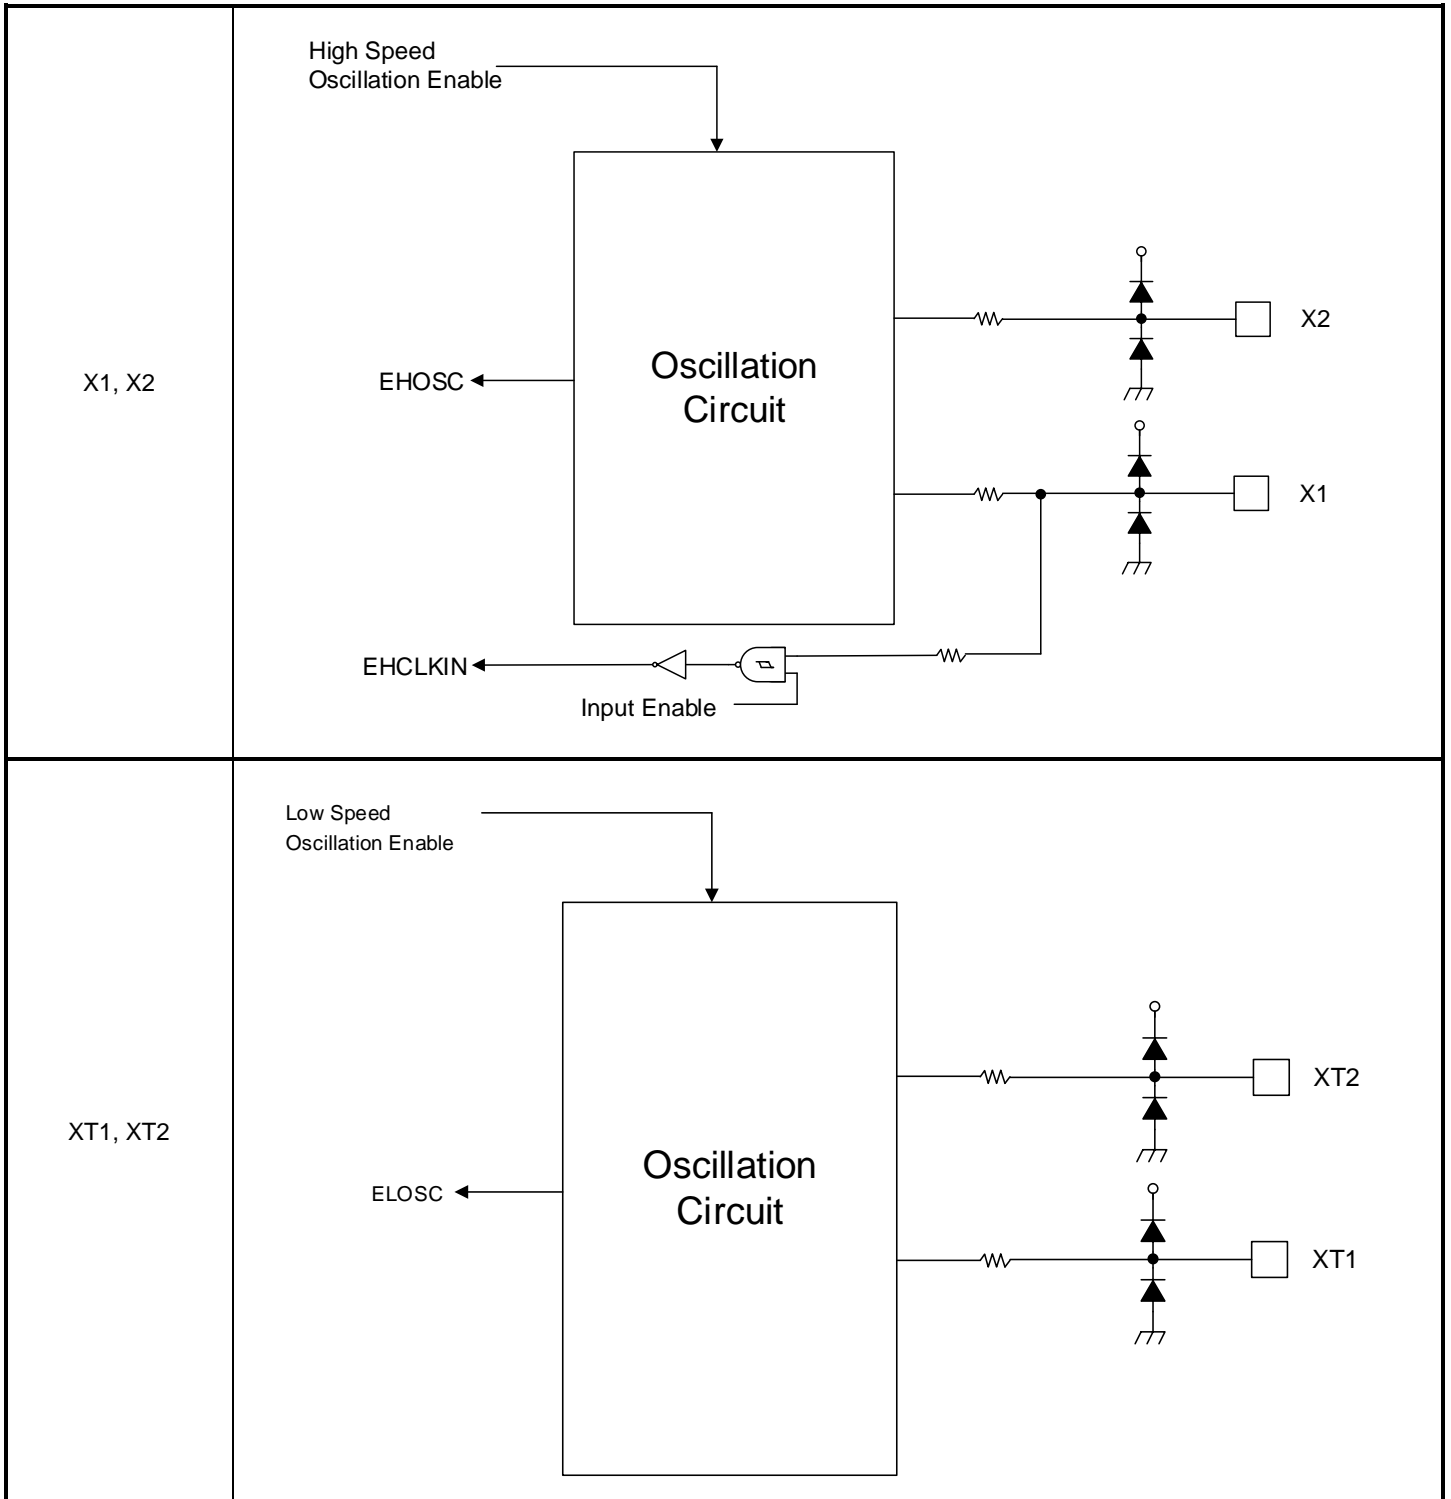 X1, X2
High Speed
Oscillation Enable
Oscillation
Circuit
X2
EHOSC
X1
EHCLKIN
Input Enable
XT1, XT2
Low Speed
Oscillation Enable
Oscillation
Circuit
XT2
ELOSC
XT1